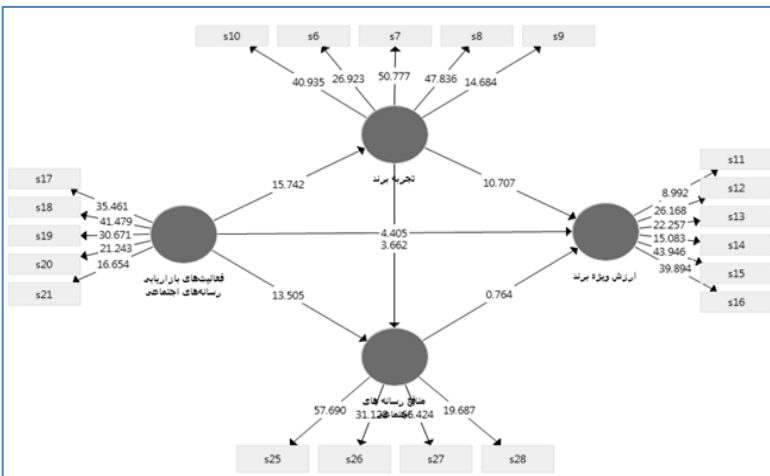 s10 s6 s7 s8 s9
40.935 26.923 50.777 47.836 14.684
تجربه برند
s17
s18
s19
s20
s21
35.461
41.479
30.671
21.243
16.654
فعالیت‌های بازاریابی
رسانه‌های اجتماعی
15.742
10.707
4.405
3.662
13.505
0.764
ارزش ویژه برند
8.992
26.168
22.257
15.083
43.946
39.894
s11
s12
s13
s14
s15
s16
منافع رسانه های
اجتماعی
57.690 19.687
s25 s26 s27 s28